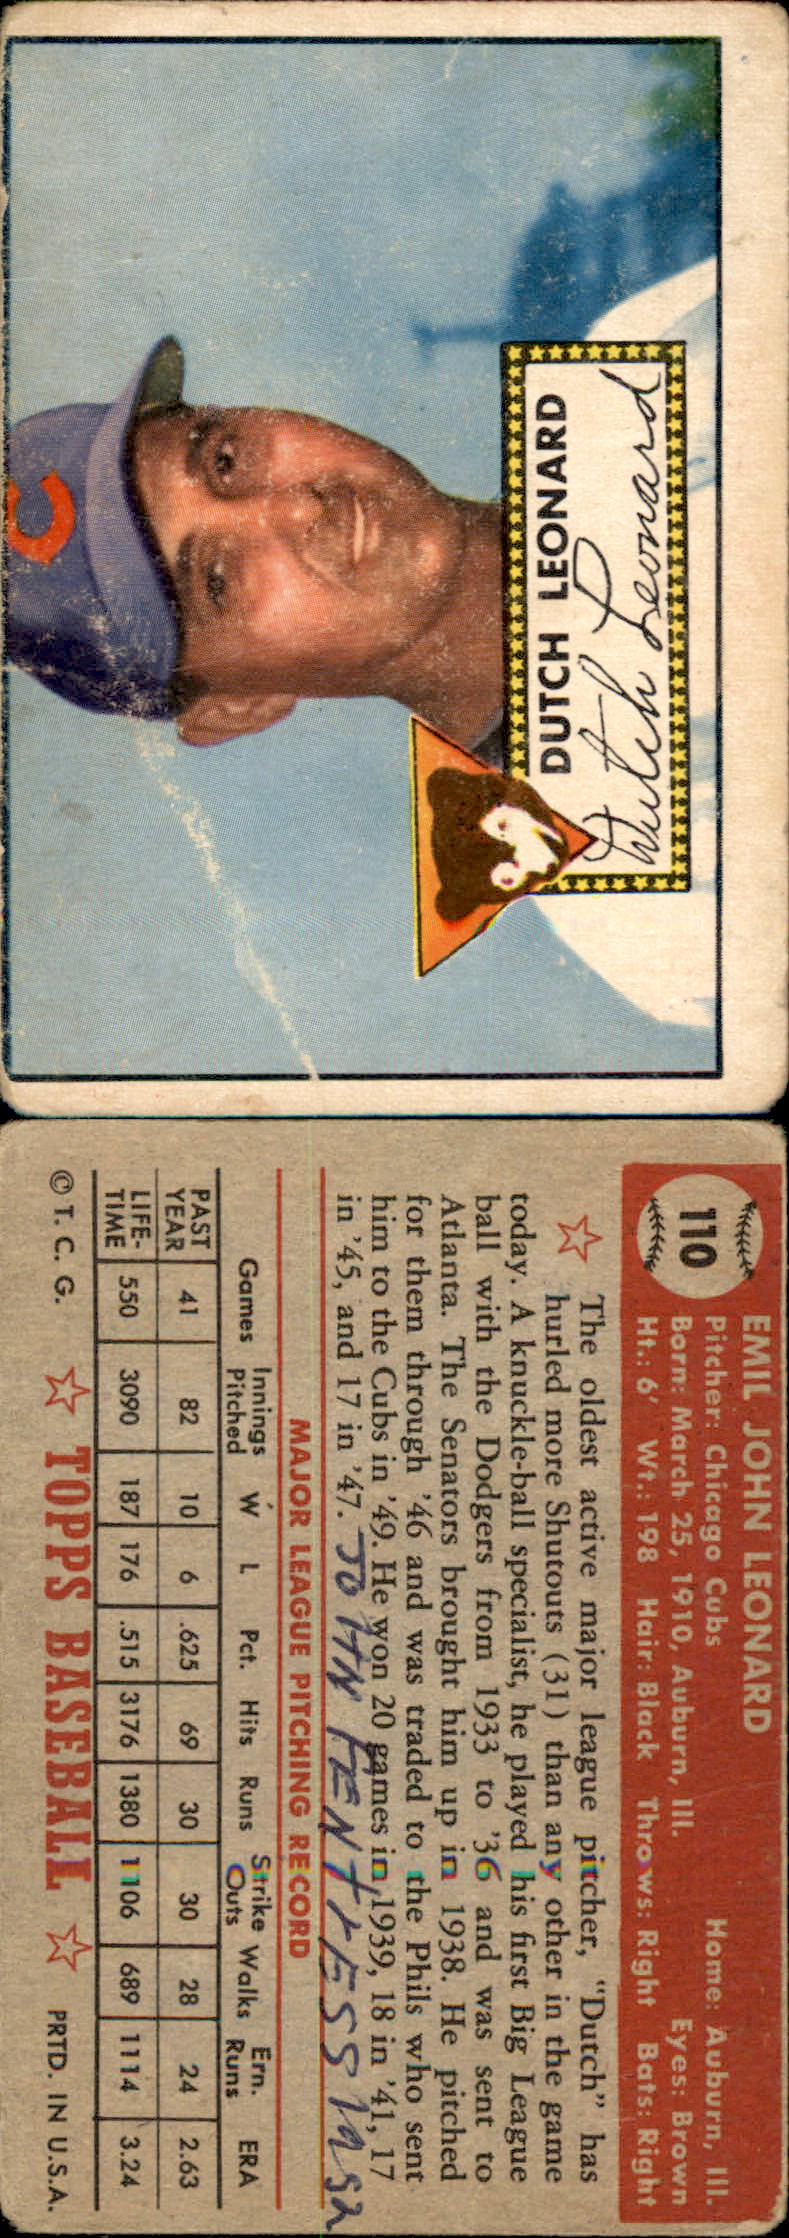 DUTCH LEONARD
Dutch Leonard
C
110
EMIL JOHN LEONARD
Pitcher: Chicago Cubs Home: Auburn, Ill.
Born: March 25, 1910, Auburn, Ill. Eyes: Brown
Ht.: 6' Wt.: 198 Hair: Black Throws: Right Bats: Right
The oldest active major league pitcher, "Dutch" has
hurled more Shutouts (31) than any other in the game
today. A knuckle-ball specialist, he played his first Big League
ball with the Dodgers from 1933 to '36 and was sent to
Atlanta. The Senators brought him up in 1938. He pitched
for them through '46 and was traded to the Phils who sent
him to the Cubs in '49. He won 20 games in 1939, 18 in '41, 17
in '45, and 17 in '47. JOHN FENTRESS 1952
MAJOR LEAGUE PITCHING RECORD
Games Innings Pitched W L Pct. Hits Runs Strike Outs Walks Ern. Runs ERA
PAST YEAR 41 82 10 6 .625 69 30 30 28 24 2.63
LIFE-TIME 550 3090 187 176 .515 3176 1380 1106 689 1114 3.24
© T. C. G. TOPPS BASEBALL PRTD. IN U.S.A.